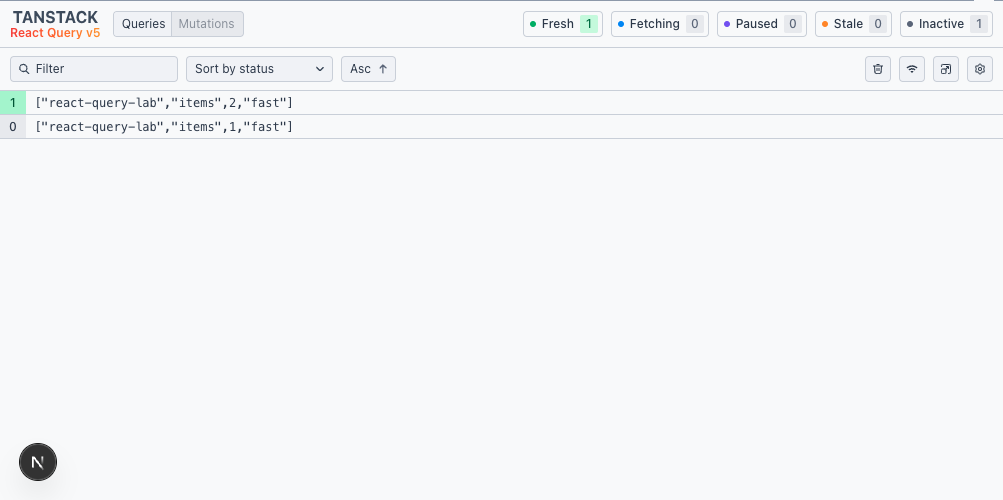 TANSTACK
React Query v5
Queries Mutations
Fresh 1 Fetching 0 Paused 0 Stale 0 Inactive 1
Filter Sort by status Asc
1 ["react-query-lab","items",2,"fast"]
0 ["react-query-lab","items",1,"fast"]
N